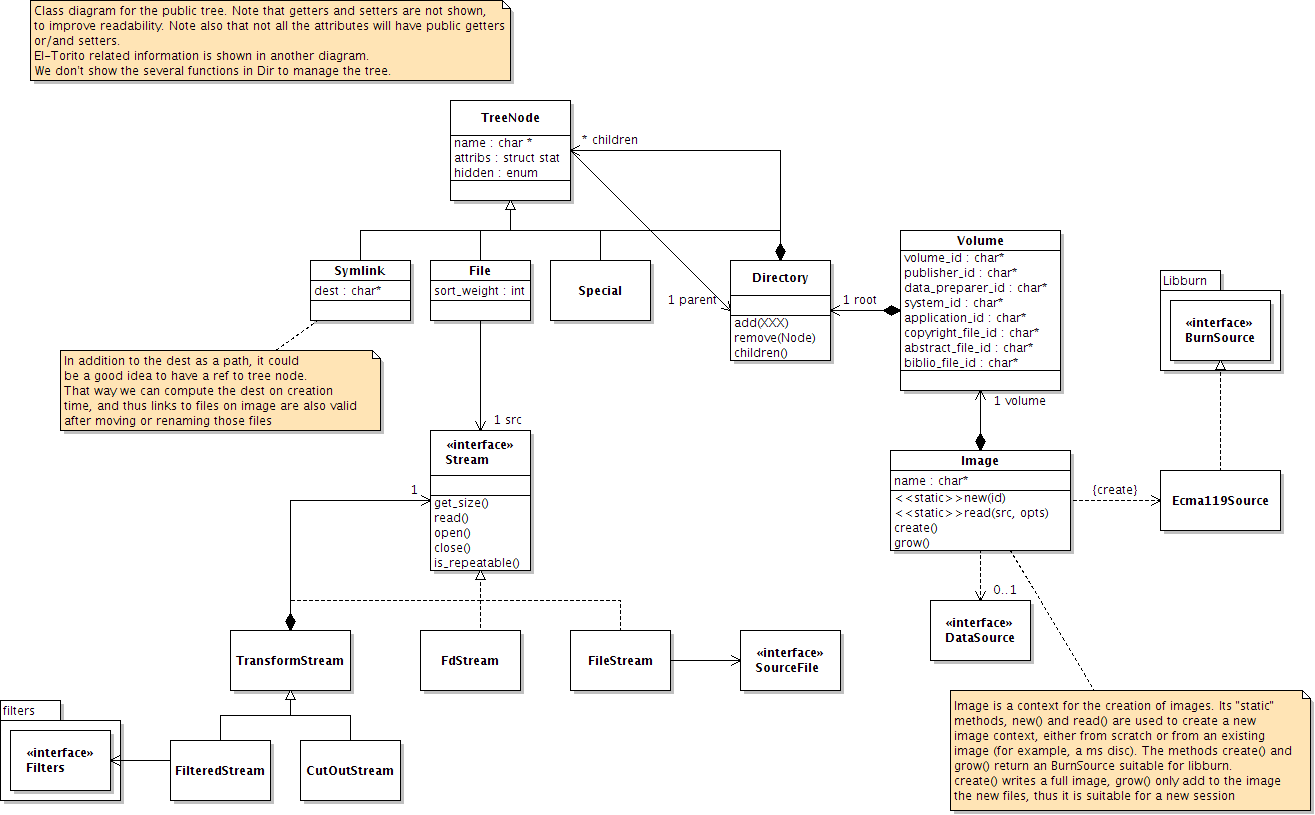 Class diagram for the public tree. Note that getters and setters are not shown,
to improve readability. Note also that not all the attributes will have public getters
or/and setters.
El-Torito related information is shown in another diagram.
We don't show the several functions in Dir to manage the tree.
TreeNode
name : char *
attribs : struct stat
hidden : enum
* children
Symlink
dest : char*
File
sort_weight : int
Special
1 parent
Directory
add(XXX)
remove(Node)
children()
1 root
Volume
volume_id : char*
publisher_id : char*
data_preparer_id : char*
system_id : char*
application_id : char*
copyright_file_id : char*
abstract_file_id : char*
biblio_file_id : char*
Libburn
«interface»
BurnSource
In addition to the dest as a path, it could
be a good idea to have a ref to tree node.
That way we can compute the dest on creation
time, and thus links to files on image are also valid
after moving or renaming those files
1 src
1 volume
«interface»
Stream
get_size()
read()
open()
close()
is_repeatable()
1
Image
name : char*
<<static>>new(id)
<<static>>read(src, opts)
create()
grow()
{create}
Ecma119Source
0..1
«interface»
DataSource
TransformStream
FdStream
FileStream
«interface»
SourceFile
filters
«interface»
Filters
FilteredStream
CutOutStream
Image is a context for the creation of images. Its "static"
methods, new() and read() are used to create a new
image context, either from scratch or from an existing
image (for example, a ms disc). The methods create() and
grow() return an BurnSource suitable for libburn.
create() writes a full image, grow() only add to the image
the new files, thus it is suitable for a new session